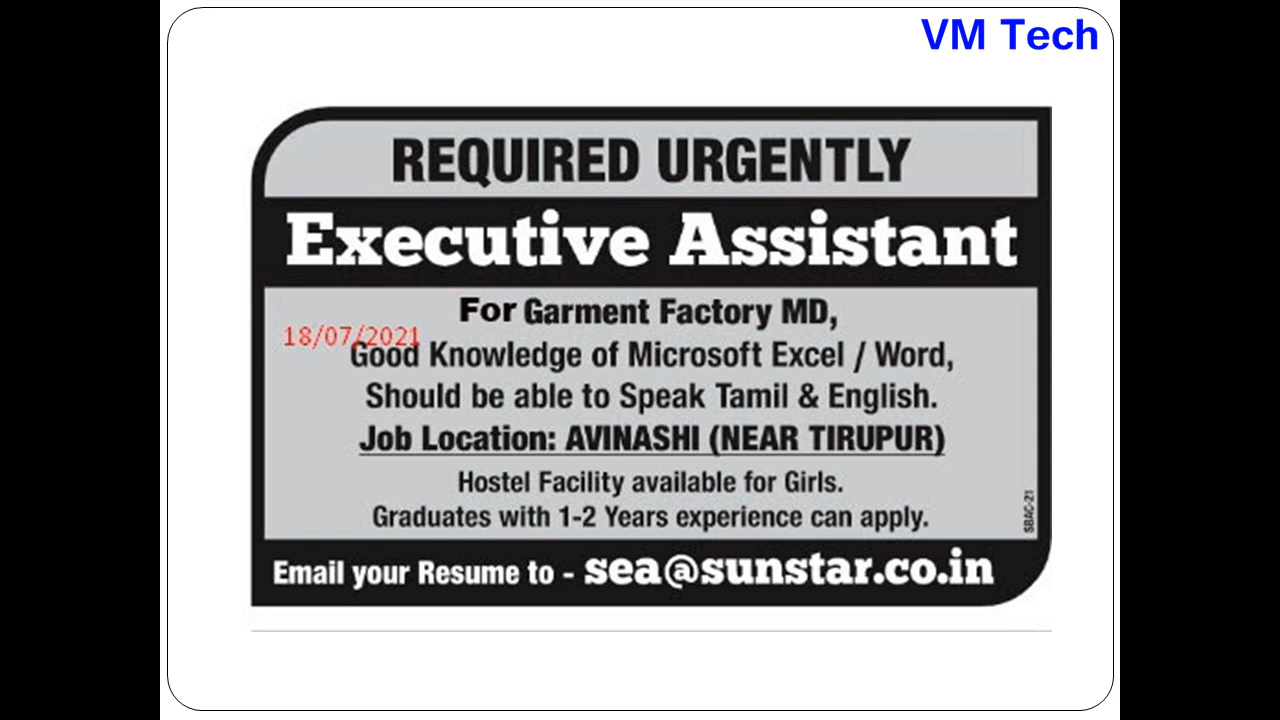 VM Tech
REQUIRED URGENTLY
Executive Assistant
For Garment Factory MD,
18/07/2021
Good Knowledge of Microsoft Excel / Word,
Should be able to Speak Tamil & English.
Job Location: AVINASHI (NEAR TIRUPUR)
Hostel Facility available for Girls.
Graduates with 1-2 Years experience can apply.
SBAC-21
Email your Resume to - sea@sunstar.co.in